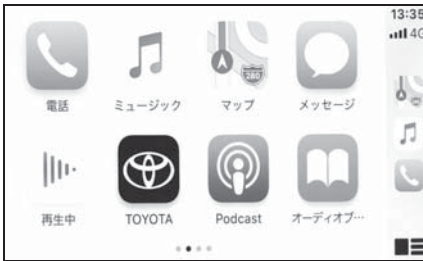 電話
ミュージック
マップ
メッセージ
280
再生中
TOYOTA
Podcast
オーディオブ…
13:35
4G